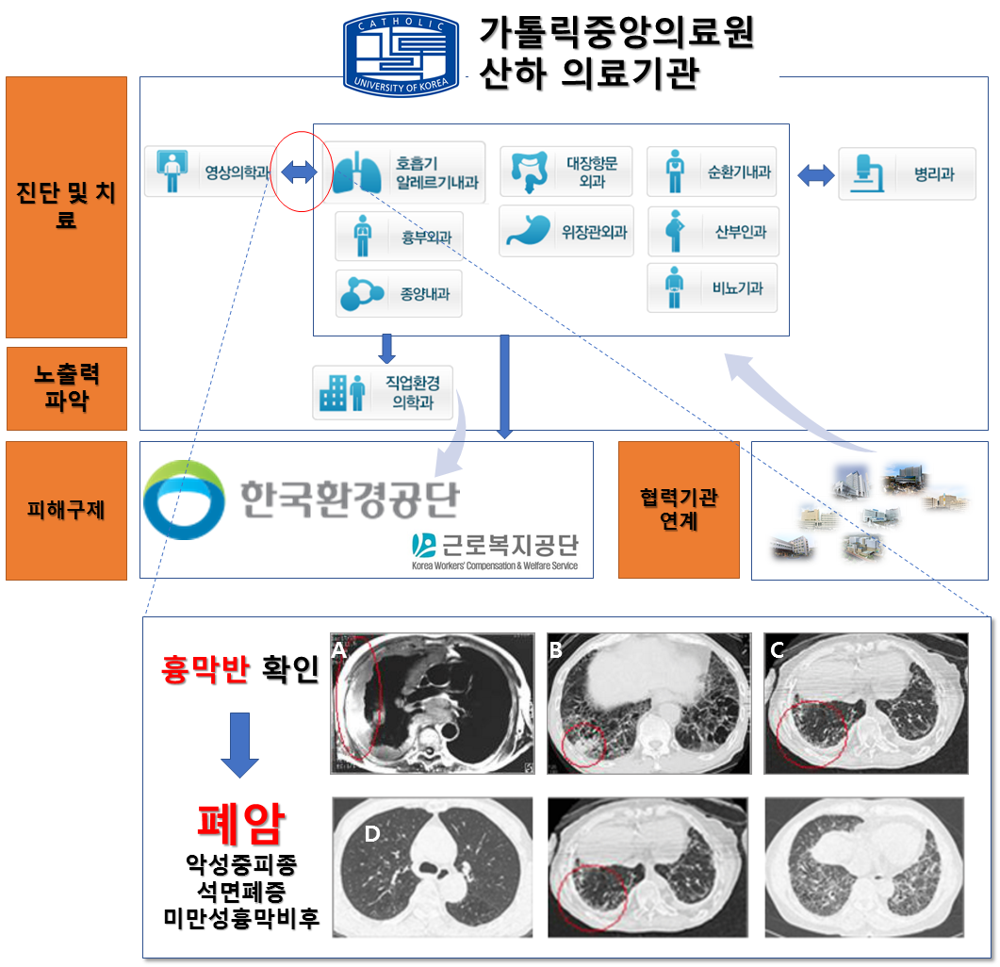 CATHOLIC
UNIVERSITY OF KOREA
가톨릭중앙의료원
산하 의료기관
진단 및 치
료
영상의학과
호흡기
알레르기내과
대장항문
외과
순환기내과
병리과
흉부외과
위장관외과
산부인과
종양내과
비뇨기과
노출력
파악
직업환경
의학과
피해구제
한국환경공단
근로복지공단
Korea Workers' Compensation & Welfare Service
협력기관
연계
흉막반 확인
A
B
C
폐암
악성중피종
석면폐증
미만성흉막비후
D